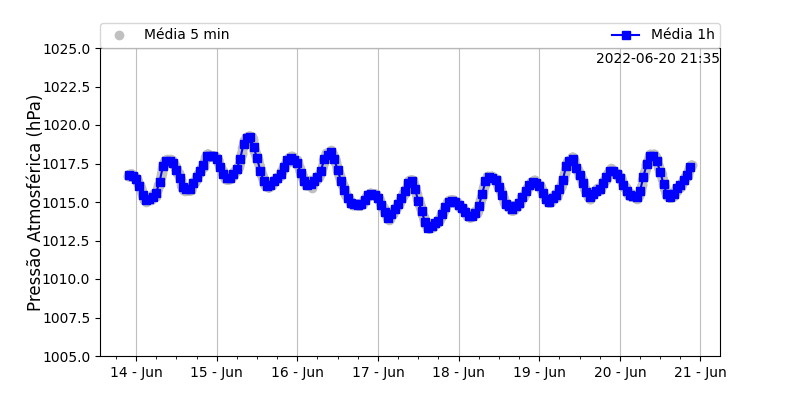 Média 5 min
Média 1h
2022-06-20 21:35
Pressão Atmosférica (hPa)
1025.0
1022.5
1020.0
1017.5
1015.0
1012.5
1010.0
1007.5
1005.0
14 - Jun 15 - Jun 16 - Jun 17 - Jun 18 - Jun 19 - Jun 20 - Jun 21 - Jun